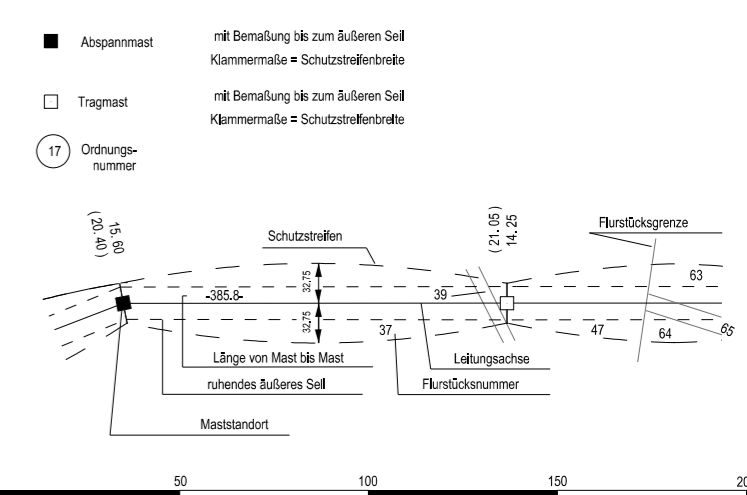 Abspannmast
mit Bemaßung bis zum äußeren Seil
Klammermaße = Schutzstreifenbreite
Tragmast
mit Bemaßung bis zum äußeren Seil
Klammermaße = Schutzstreifenbreite
17
Ordnungs-
nummer
15.60
(20.40)
Schutzstreifen
(21.05)
14.25
Flurstücksgrenze
-385.8-
32,75
39
63
32,75
37
47
64
65
Länge von Mast bis Mast
Leitungsachse
ruhendes äußeres Seil
Flurstücksnummer
Maststandort
50
100
150
20